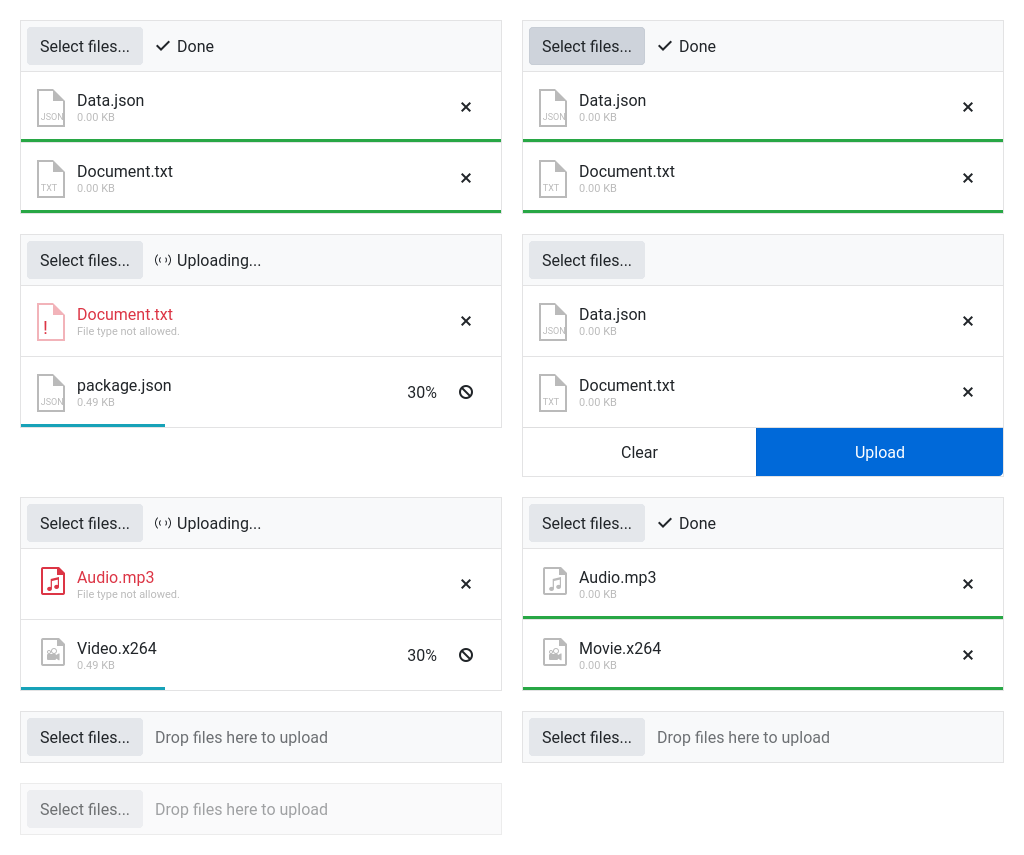 Select files... Done
Data.json
JSON
0.00 KB
Document.txt
TXT
0.00 KB
Select files... Done
Data.json
JSON
0.00 KB
Document.txt
TXT
0.00 KB
Select files... Uploading...
Document.txt
! File type not allowed.
package.json
JSON
0.49 KB
30%
Select files...
Data.json
JSON
0.00 KB
Document.txt
TXT
0.00 KB
Clear Upload
Select files... Uploading...
Audio.mp3
File type not allowed.
Video.x264
0.49 KB
30%
Select files... Done
Audio.mp3
0.00 KB
Movie.x264
0.00 KB
Select files... Drop files here to upload
Select files... Drop files here to upload
Select files... Drop files here to upload